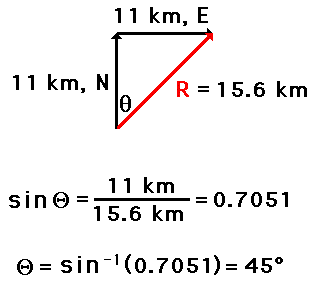 11 km, E
11 km, N
θ
R = 15.6 km
sin Θ = 11 km / 15.6 km = 0.7051
Θ = sin⁻¹(0.7051) = 45°